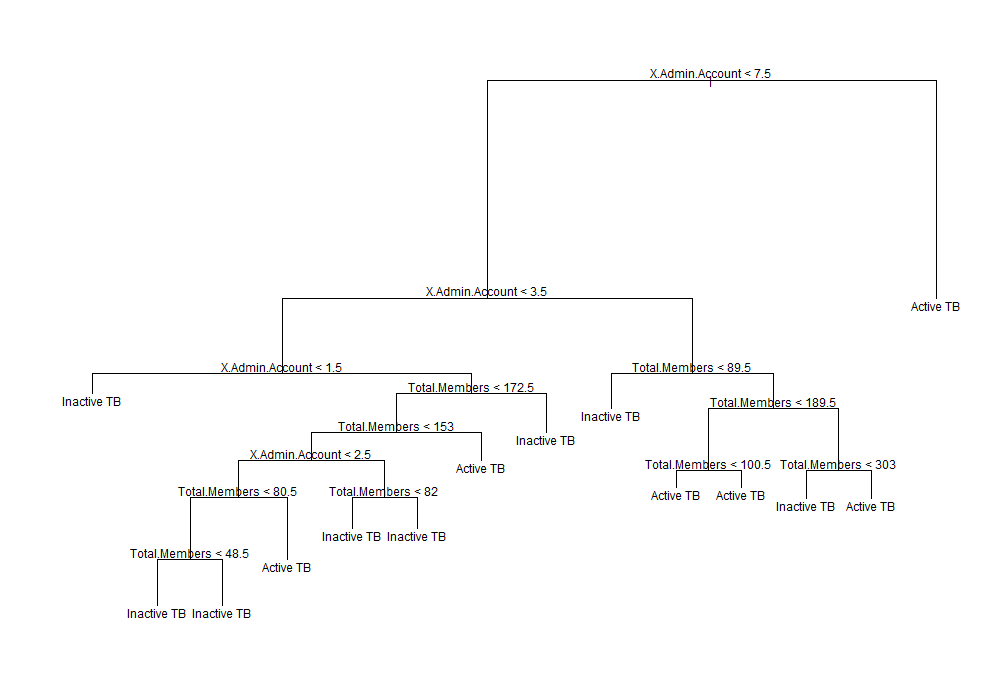 X.Admin.Account < 7.5
X.Admin.Account < 3.5
Active TB
X.Admin.Account < 1.5
Total.Members < 89.5
Inactive TB
Total.Members < 172.5
Inactive TB
Total.Members < 189.5
Total.Members < 153
Inactive TB
X.Admin.Account < 2.5
Active TB
Total.Members < 100.5
Total.Members < 303
Total.Members < 80.5
Total.Members < 82
Active TB
Active TB
Inactive TB
Active TB
Inactive TB
Inactive TB
Total.Members < 48.5
Active TB
Inactive TB
Inactive TB